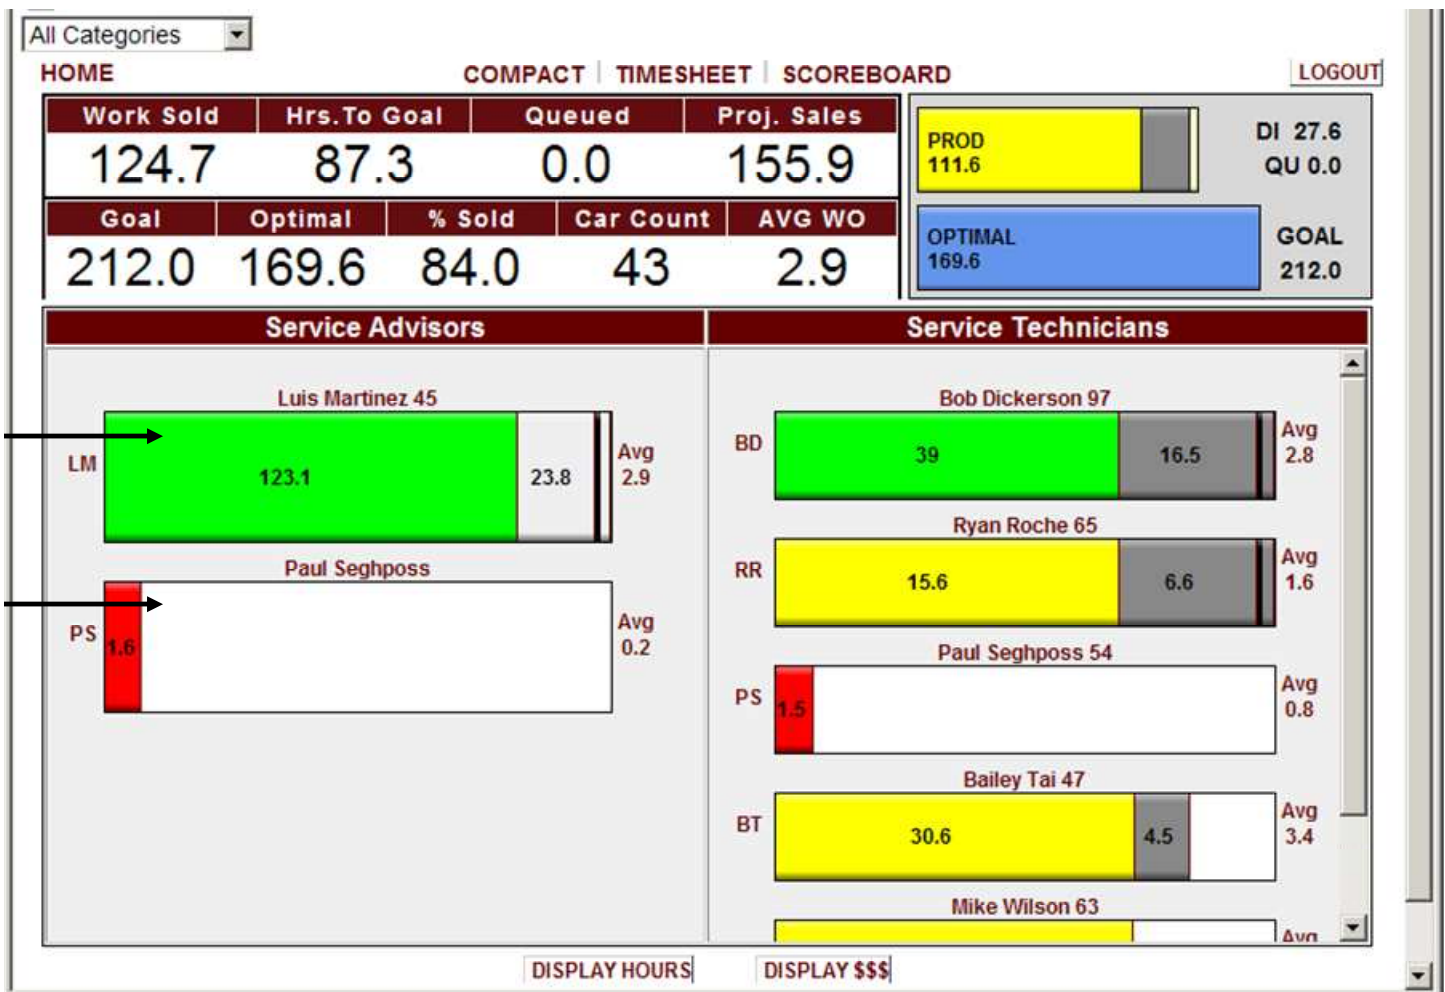 All Categories
HOME COMPACT TIMESHEET SCOREBOARD LOGOUT
Work Sold Hrs.To Goal Queued Proj. Sales
124.7 87.3 0.0 155.9
Goal Optimal % Sold Car Count AVG WO
212.0 169.6 84.0 43 2.9
PROD
111.6
DI 27.6
QU 0.0
OPTIMAL
169.6
GOAL
212.0
Service Advisors
Luis Martinez 45
LM 123.1 23.8 Avg
2.9
Paul Seghposs
PS 1.6 Avg
0.2
Service Technicians
Bob Dickerson 97
BD 39 16.5 Avg
2.8
Ryan Roche 65
RR 15.6 6.6 Avg
1.6
Paul Seghposs 54
PS 1.5 Avg
0.8
Bailey Tai 47
BT 30.6 4.5 Avg
3.4
Mike Wilson 63
Avg
DISPLAY HOURS DISPLAY $$$